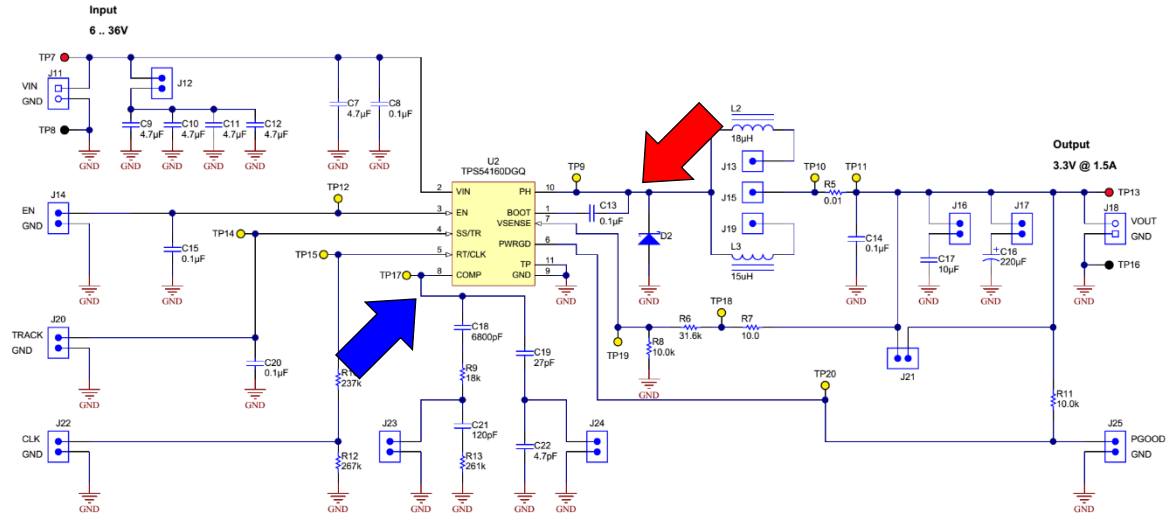 Input
6 .. 36V
TP7
J11
VIN
GND
TP8
J12
C9
4.7µF
C10
4.7µF
C11
4.7µF
C12
4.7µF
C7
4.7µF
C8
0.1µF
GND
GND
GND
GND
GND
GND
GND
U2
TPS54160DGQ
2
VIN
3
EN
4
SS/TR
5
RT/CLK
8
COMP
PH
10
BOOT
1
VSENSE
7
PWRGD
6
TP
11
GND
9
GND
J14
EN
GND
GND
C15
0.1µF
GND
TP12
TP14
TP15
TP17
J20
TRACK
GND
GND
C20
0.1µF
GND
237k
J22
CLK
GND
GND
R12
267k
GND
C18
6800pF
R9
18k
C21
120pF
R13
261k
GND
J23
GND
C19
27pF
C22
4.7pF
GND
J24
GND
TP9
C13
0.1µF
D2
GND
L2
18µH
J13
J15
J19
L3
15uH
TP10
R5
0.01
TP11
C14
0.1µF
GND
J16
C17
10µF
GND
J17
+
C16
220µF
GND
Output
3.3V @ 1.5A
TP13
J18
VOUT
GND
TP16
GND
TP19
R8
10.0k
GND
R6
31.6k
TP18
R7
10.0
J21
TP20
R11
10.0k
J25
PGOOD
GND
GND